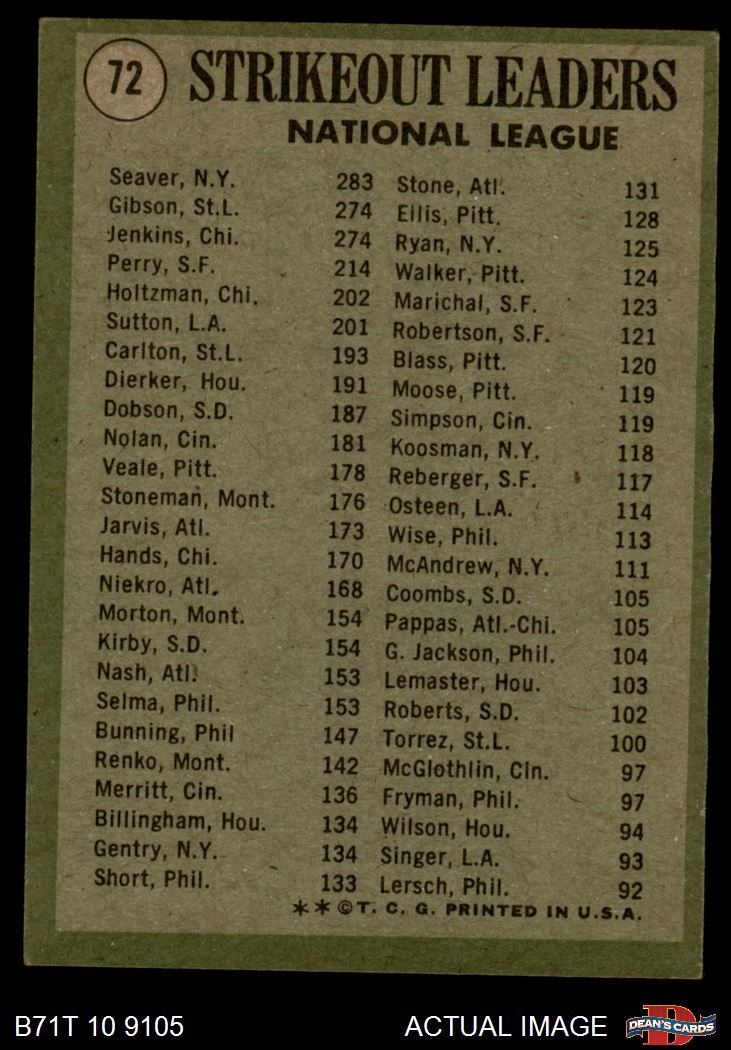 72
STRIKEOUT LEADERS
NATIONAL LEAGUE
Seaver, N.Y. 283
Gibson, St.L. 274
Jenkins, Chi. 274
Perry, S.F. 214
Holtzman, Chi. 202
Sutton, L.A. 201
Carlton, St.L. 193
Dierker, Hou. 191
Dobson, S.D. 187
Nolan, Cin. 181
Veale, Pitt. 178
Stoneman, Mont. 176
Jarvis, Atl. 173
Hands, Chi. 170
Niekro, Atl. 168
Morton, Mont. 154
Kirby, S.D. 154
Nash, Atl. 153
Selma, Phil. 153
Bunning, Phil 147
Renko, Mont. 142
Merritt, Cin. 136
Billingham, Hou. 134
Gentry, N.Y. 134
Short, Phil. 133
Stone, Atl. 131
Ellis, Pitt. 128
Ryan, N.Y. 125
Walker, Pitt. 124
Marichal, S.F. 123
Robertson, S.F. 121
Blass, Pitt. 120
Moose, Pitt. 119
Simpson, Cin. 119
Koosman, N.Y. 118
Reberger, S.F. 117
Osteen, L.A. 114
Wise, Phil. 113
McAndrew, N.Y. 111
Coombs, S.D. 105
Pappas, Atl.-Chi. 105
G. Jackson, Phil. 104
Lemaster, Hou. 103
Roberts, S.D. 102
Torrez, St.L. 100
McGlothlin, Cin. 97
Fryman, Phil. 97
Wilson, Hou. 94
Singer, L.A. 93
Lersch, Phil. 92
**©T. C. G. PRINTED IN U.S.A.
B71T 10 9105
ACTUAL IMAGE
D
DEAN'S CARDS